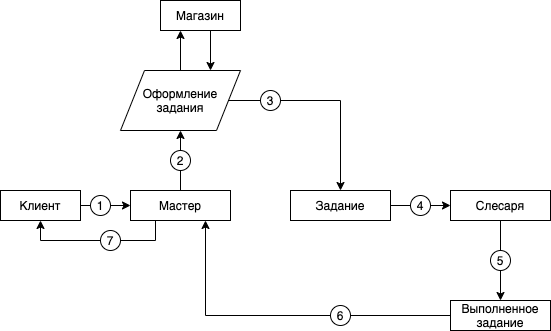 Магазин
Оформление
задания
3
2
Клиент
1
Мастер
Задание
4
Слесаря
7
5
6
Выполненное
задание